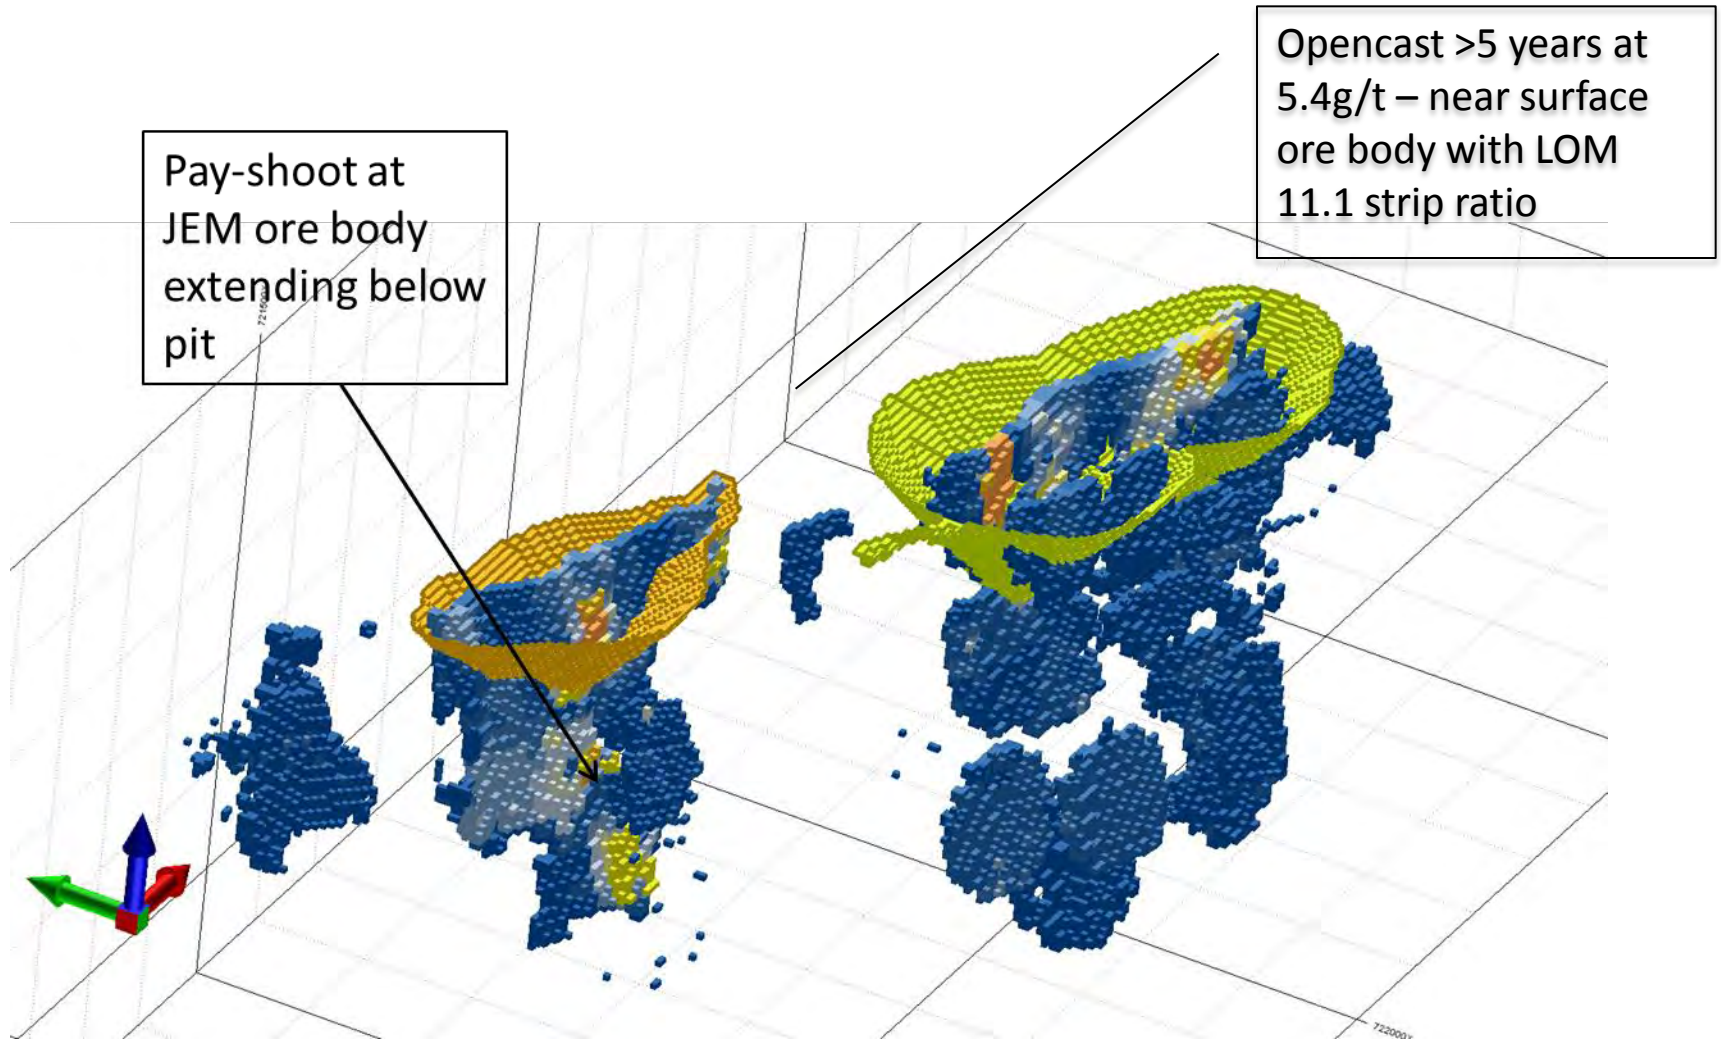 Opencast >5 years at
5.4g/t – near surface
ore body with LOM
11.1 strip ratio
Pay-shoot at
JEM ore body
extending below
pit